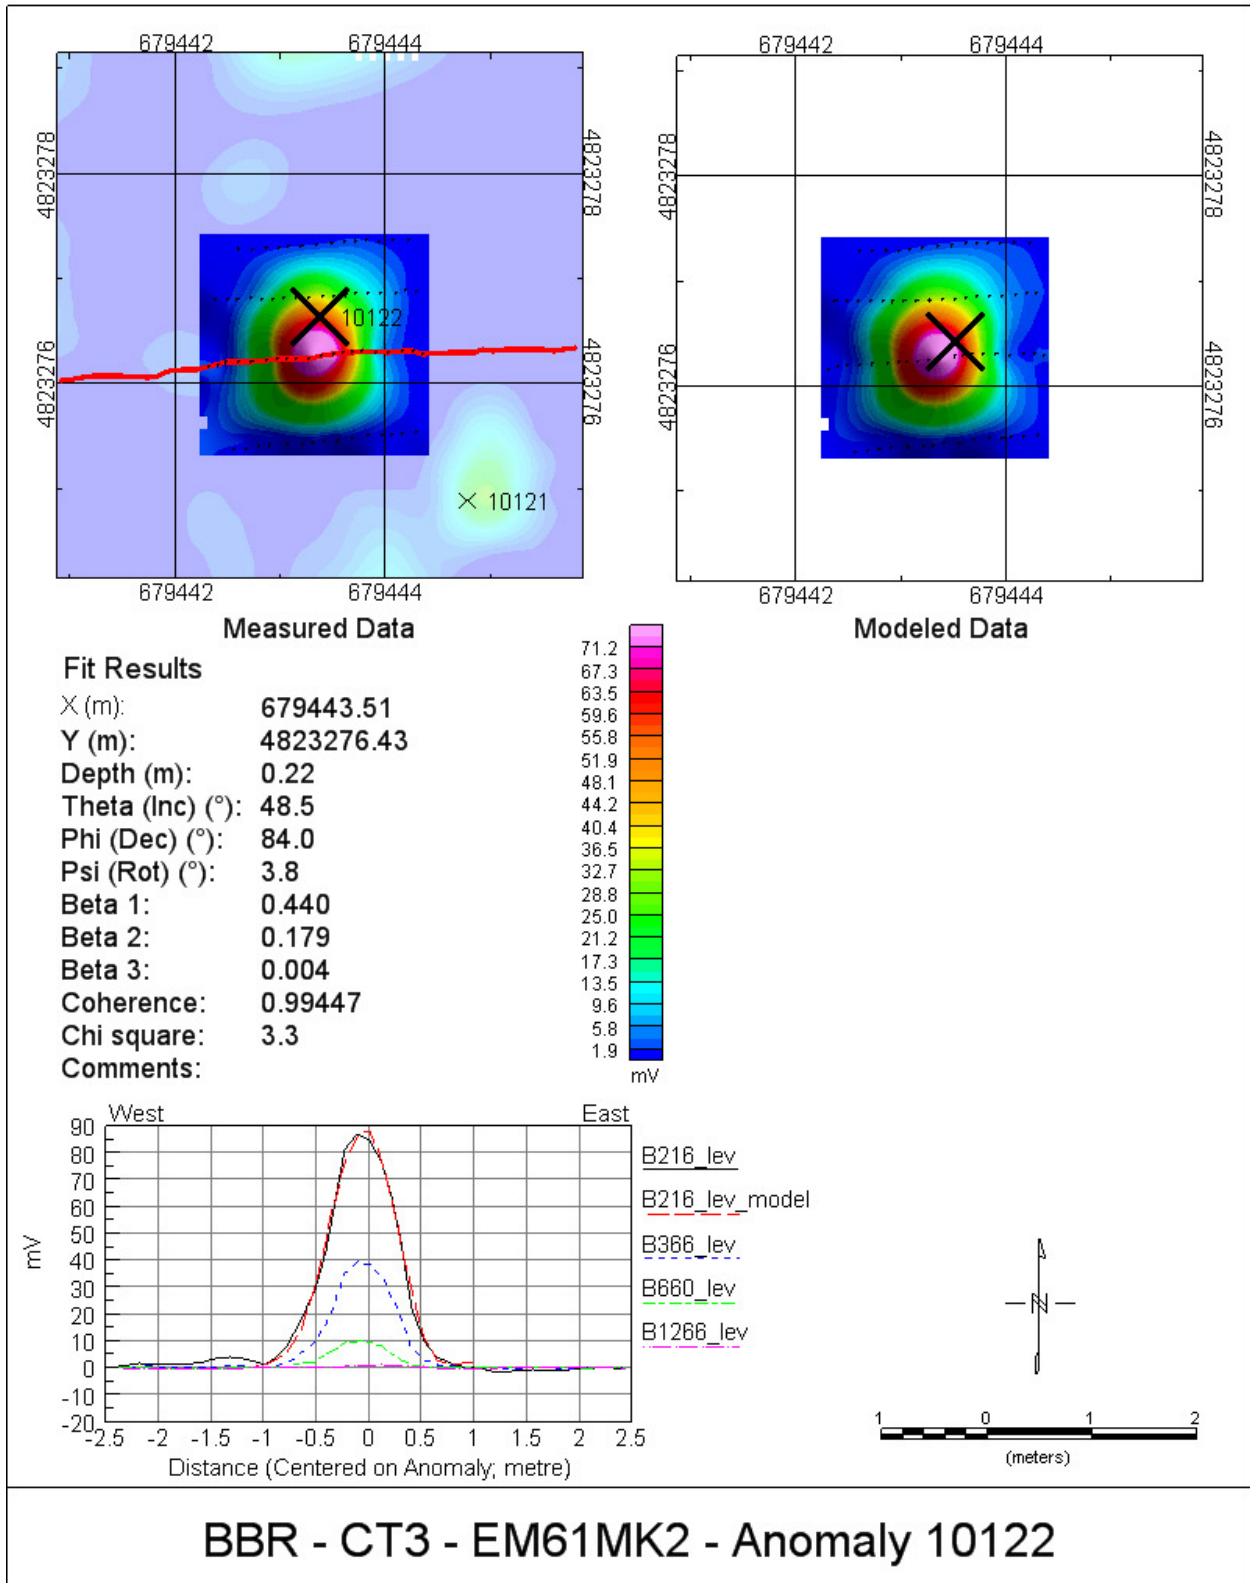 679442 679444
679442 679444
4823278
4823278
4823278
4823278
10122
4823276
4823276
4823276
4823276
10121
679442 679444
679442 679444
Measured Data
Modeled Data
Fit Results
X (m): 679443.51
Y (m): 4823276.43
Depth (m): 0.22
Theta (Inc) (°): 48.5
Phi (Dec) (°): 84.0
Psi (Rot) (°): 3.8
Beta 1: 0.440
Beta 2: 0.179
Beta 3: 0.004
Coherence: 0.99447
Chi square: 3.3
Comments:
71.2
67.3
63.5
59.6
55.8
51.9
48.1
44.2
40.4
36.5
32.7
28.8
25.0
21.2
17.3
13.5
9.6
5.8
1.9
mV
West East
90
80
70
60
50
40
30
20
10
0
-10
-20
mV
-2.5 -2 -1.5 -1 -0.5 0 0.5 1 1.5 2 2.5
Distance (Centered on Anomaly; metre)
B216_lev
B216_lev_model
B366_lev
B660_lev
B1266_lev
N
1 0 1 2
(meters)
BBR - CT3 - EM61MK2 - Anomaly 10122